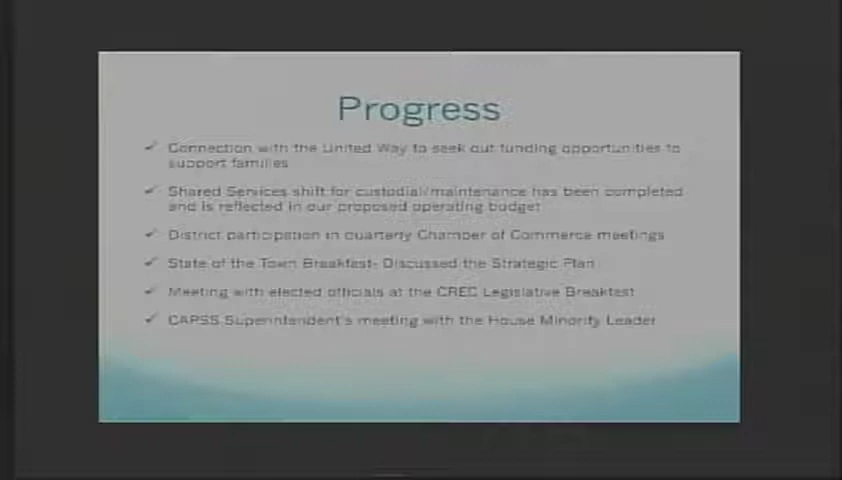 Progress
✓ Connection with the United Way to seek out funding opportunities to
support families
✓ Shared Services shift for custodial/maintenance has been completed
and is reflected in our proposed operating budget
✓ District participation in quarterly Chamber of Commerce meetings
✓ State of the Town Breakfast- Discussed the Strategic Plan
✓ Meeting with elected officials at the CREC Legislative Breakfast
✓ CAPSS Superintendent's meeting with the House Minority Leader